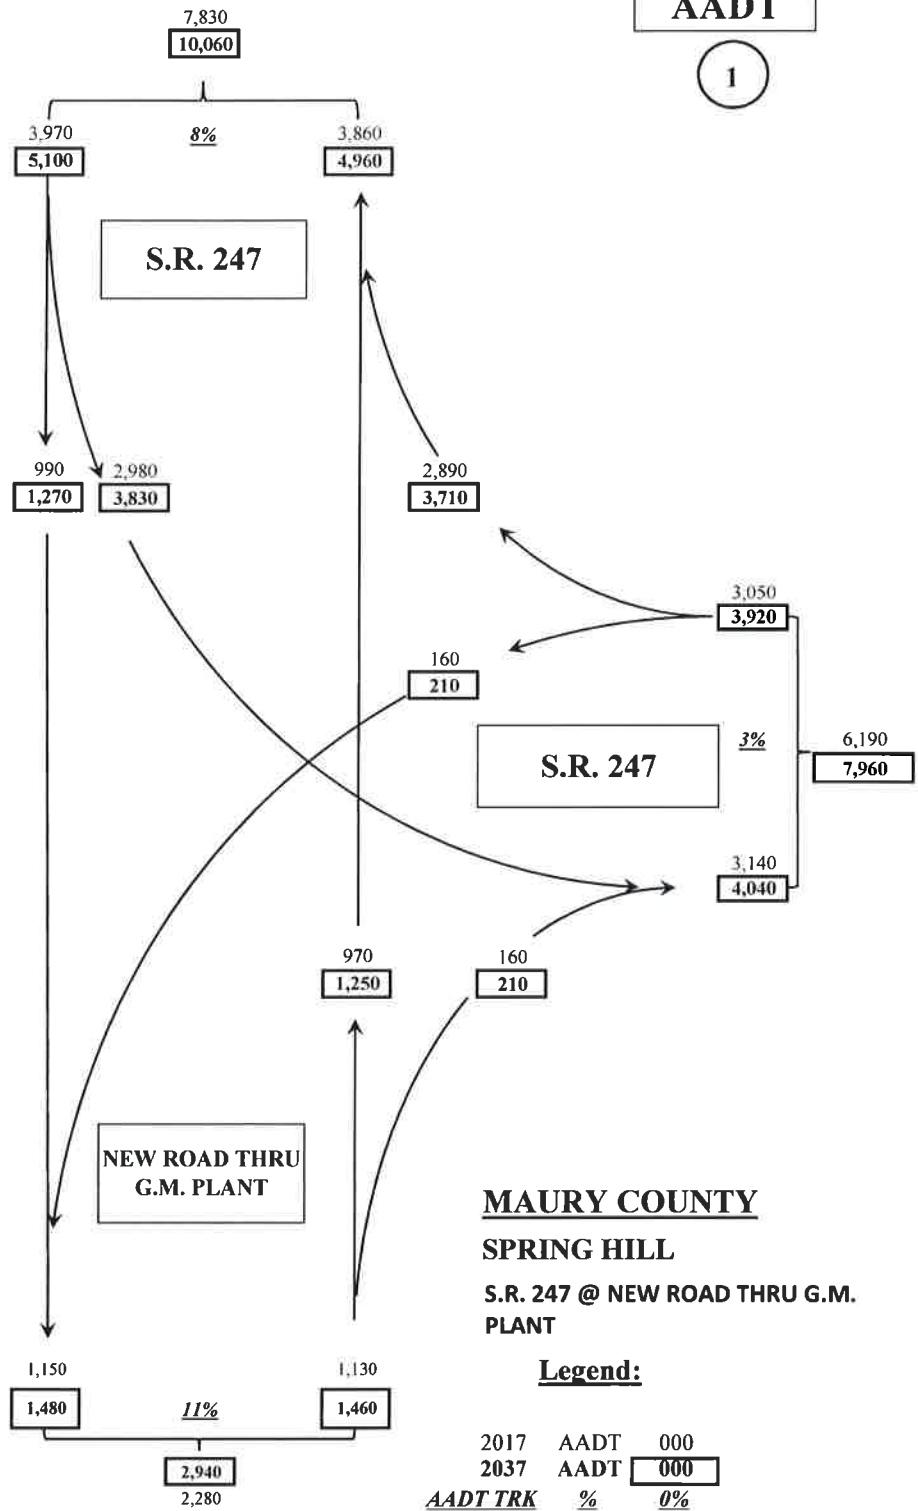 AADT
1
7,830
10,060
3,970
8%
3,860
5,100
4,960
S.R. 247
990
2,980
2,890
1,270
3,830
3,710
3,050
3,920
160
210
S.R. 247
3%
6,190
7,960
3,140
4,040
970
160
1,250
210
NEW ROAD THRU
G.M. PLANT
MAURY COUNTY
SPRING HILL
S.R. 247 @ NEW ROAD THRU G.M.
PLANT
1,150
1,130
Legend:
1,480
11%
1,460
2017 AADT 000
2,940
2037 AADT 000
2,280
AADT TRK % 0%